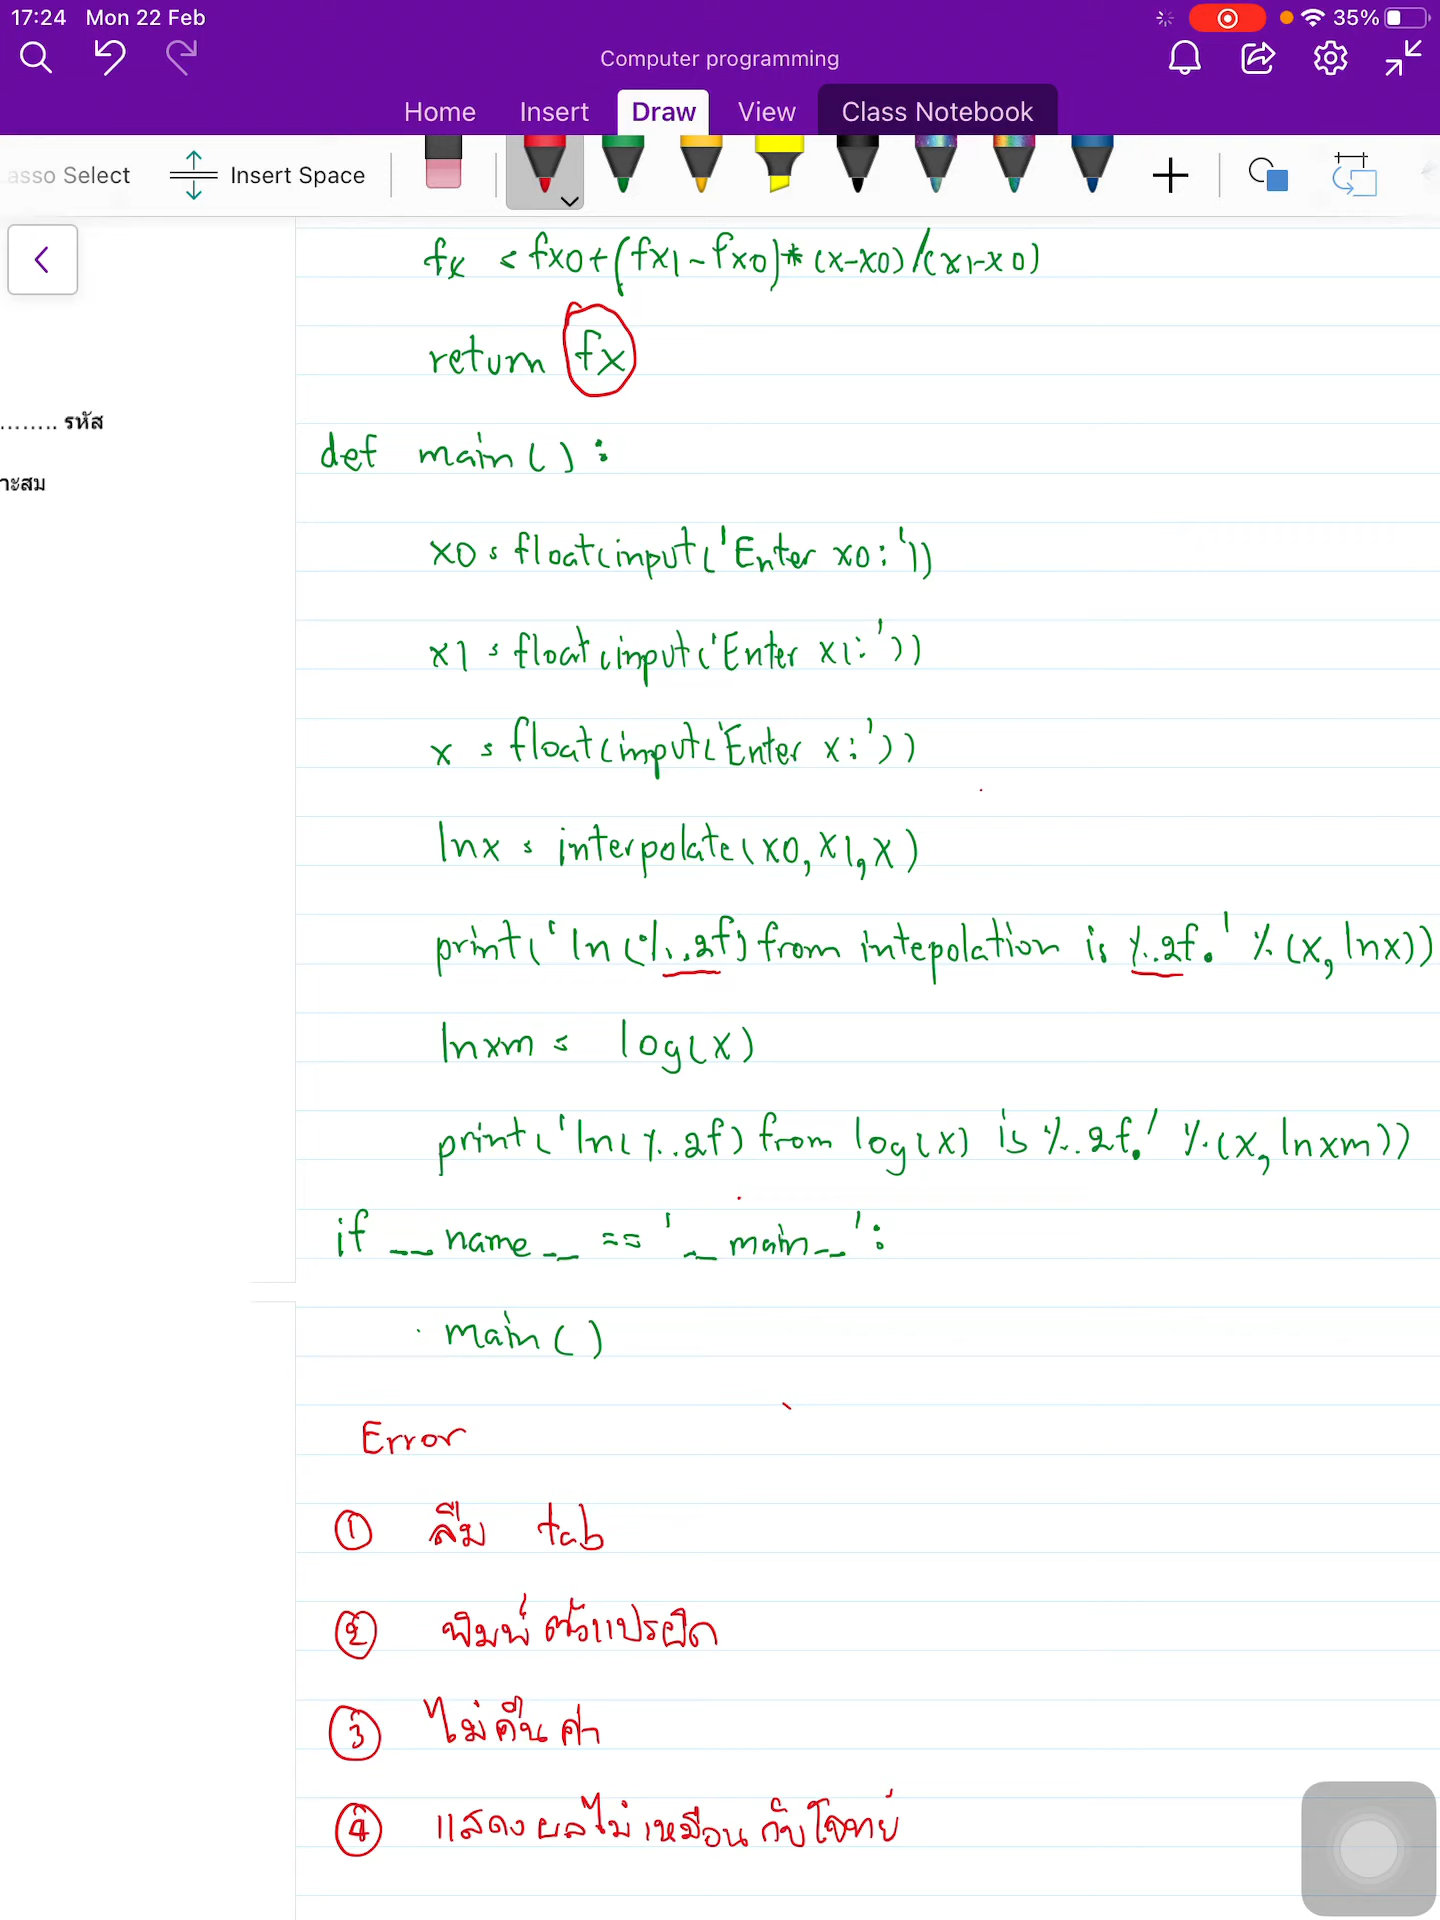 17:24 Mon 22 Feb
35%
Computer programming
Home Insert Draw View Class Notebook
asso Select Insert Space
fx = fx0+(fx1-fx0)*(x-x0)/(x1-x0)
return fx
........ รหัส
def main():
าะสม
x0 = float(input('Enter x0:'))
x1 = float(input('Enter x1:'))
x = float(input('Enter x:'))
lnx = interpolate(x0,x1,x)
print('ln(%.2f) from intepolation is %.2f.' %(x, lnx))
lnxm = log(x)
print('ln(%.2f) from log(x) is %.2f.' %(x, lnxm))
if __name__ == '__main__':
main()
Error
① ลืม tab
② พิมพ์ตัวแปรผิด
③ ไม่คืนค่า
④ แสดงผลไม่เหมือนกับโจทย์